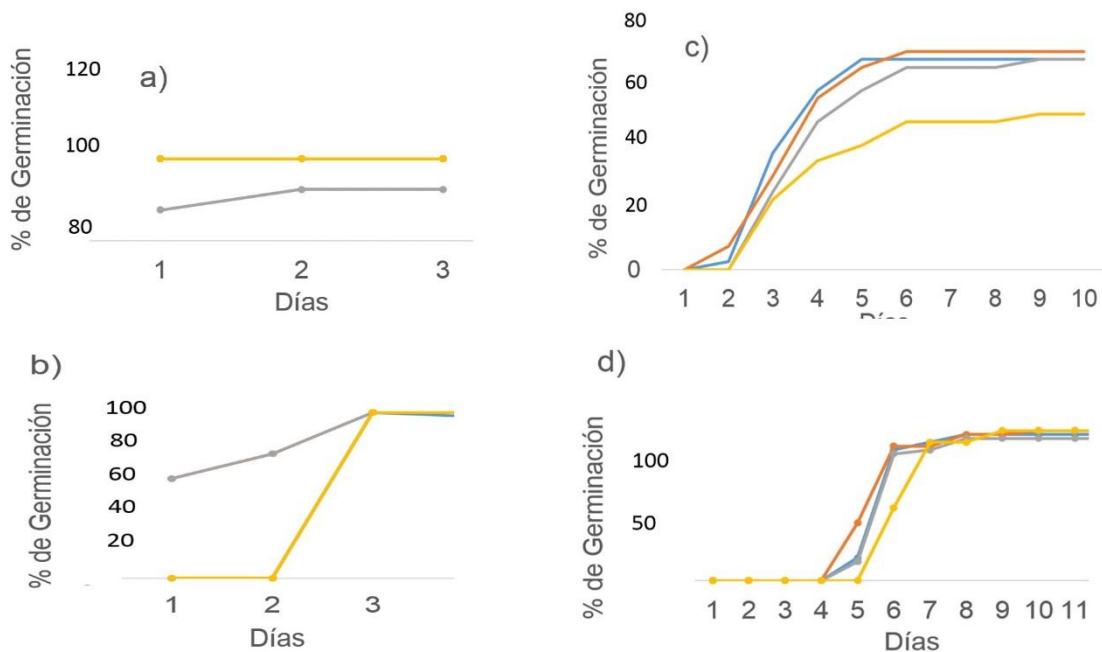 a)
% de Germinación
120
100
80
1 2 3
Días
c)
% de Germinación
80
60
40
20
0
1 2 3 4 5 6 7 8 9 10
Días
b)
% de Germinación
100
80
60
40
20
1 2 3
Días
d)
% de Germinación
100
50
1 2 3 4 5 6 7 8 9 10 11
Días